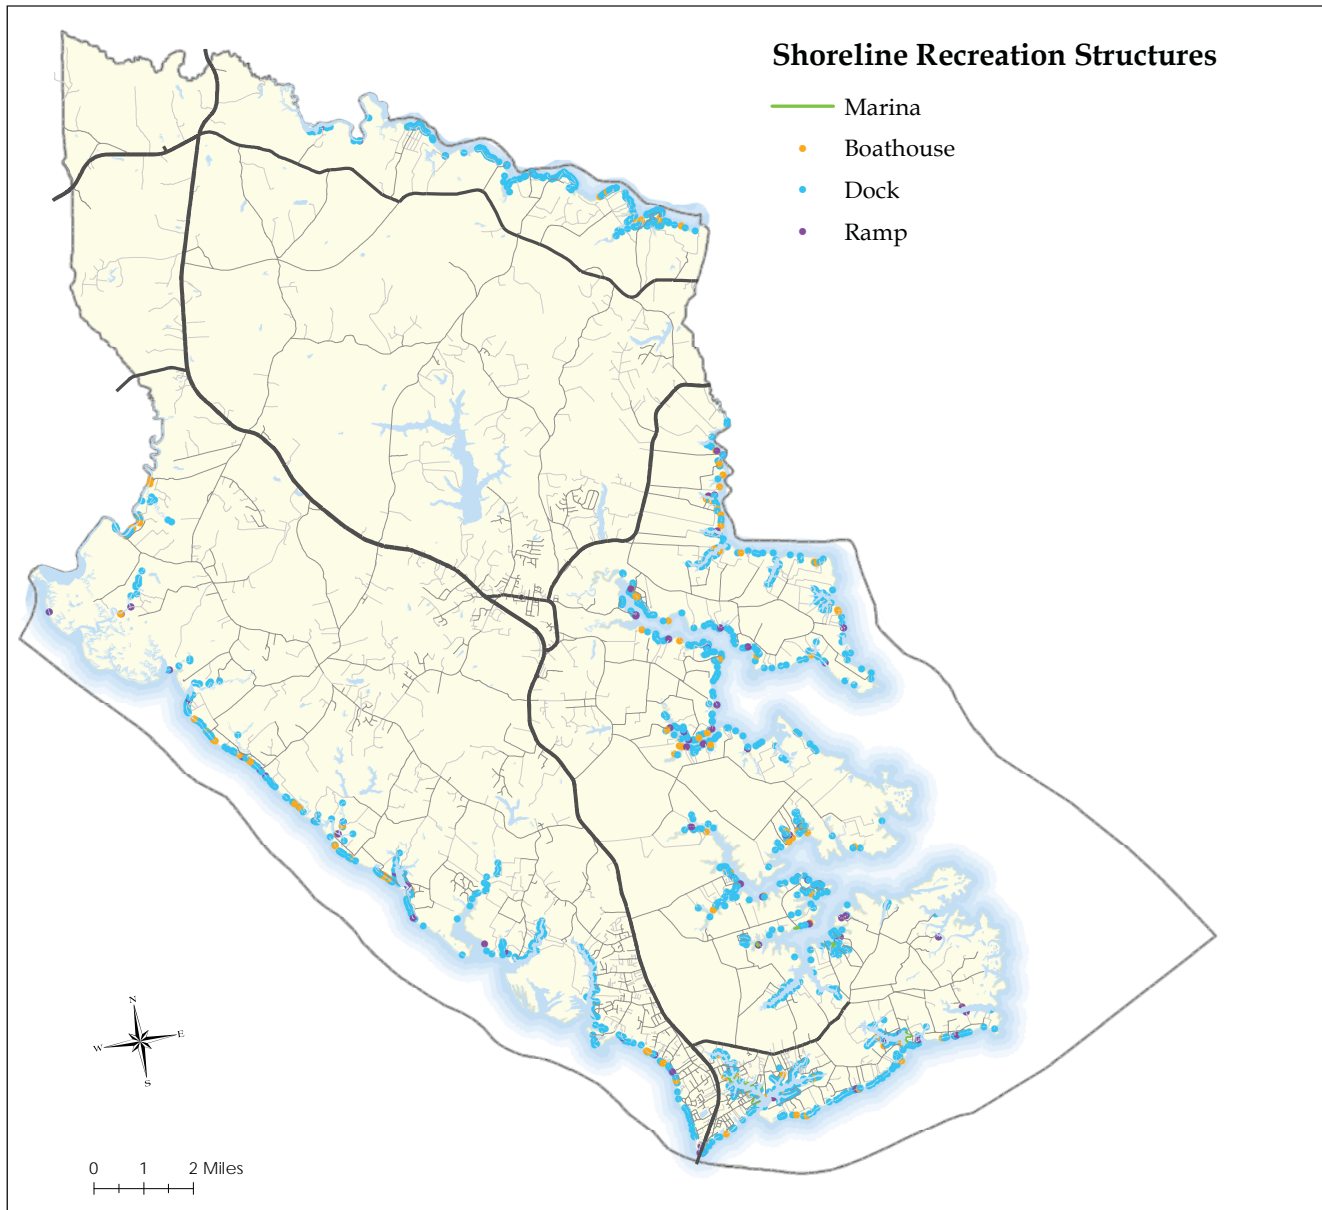 Shoreline Recreation Structures
Marina
Boathouse
Dock
Ramp
N
W E
S
0 1 2 Miles